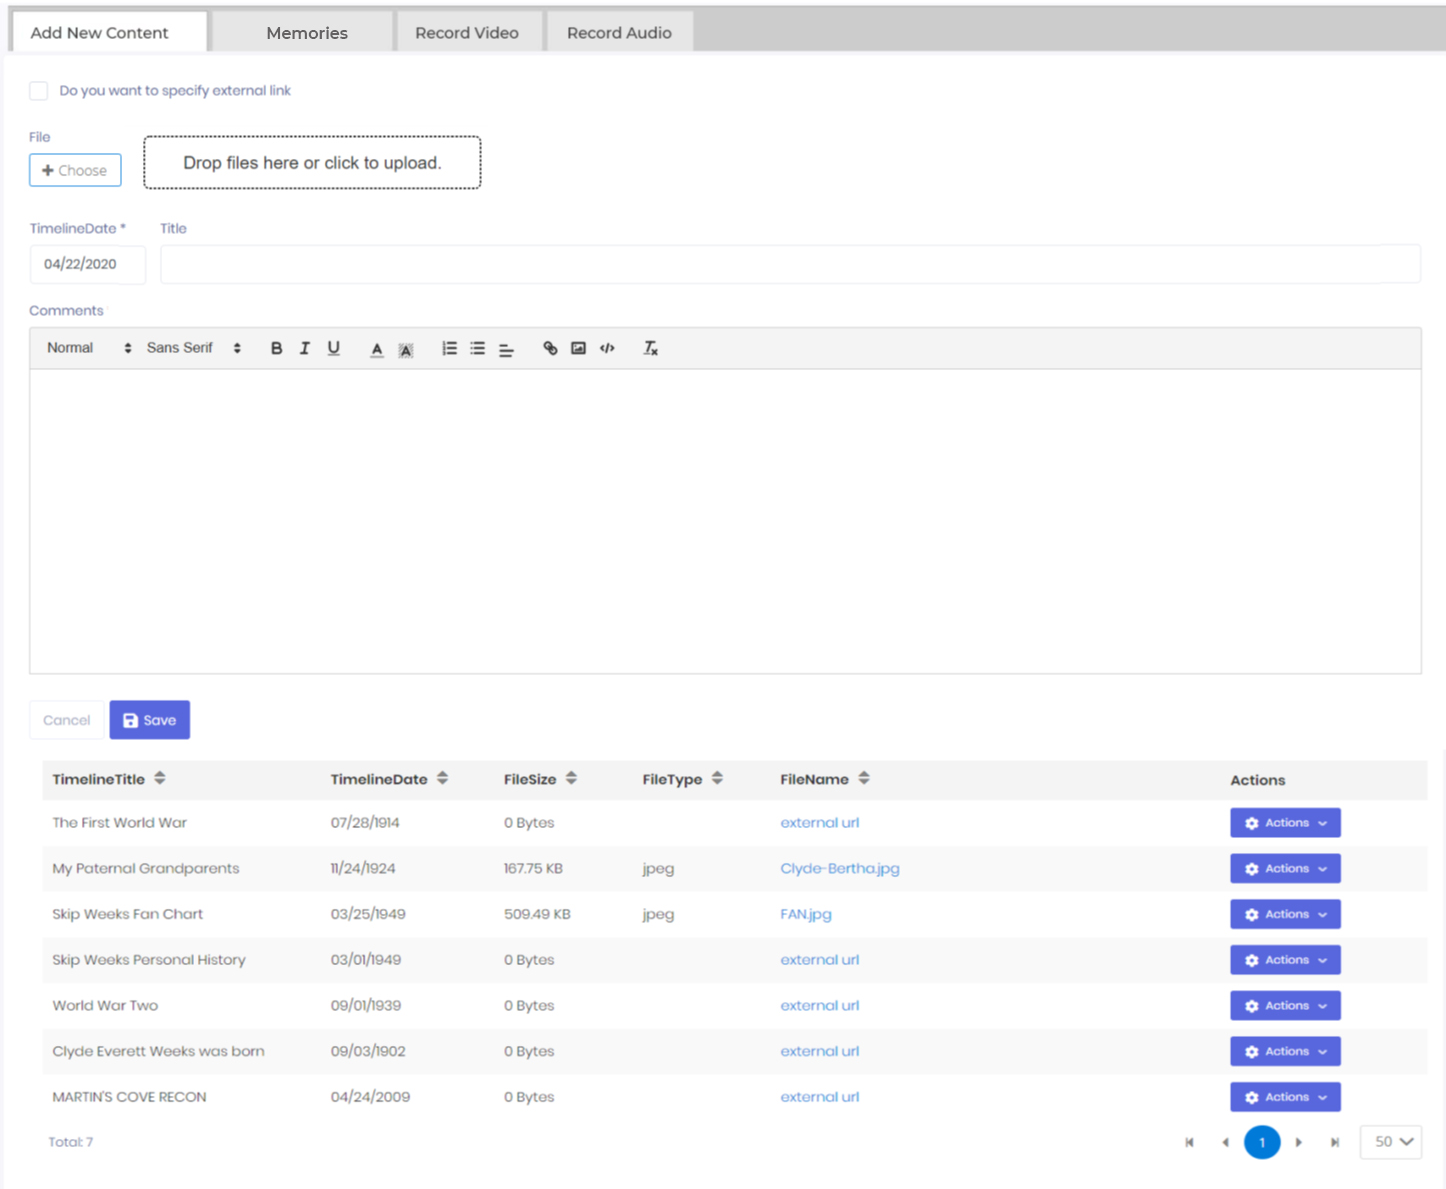 Add New Content Memories Record Video Record Audio
Do you want to specify external link
File
Choose
Drop files here or click to upload.
TimelineDate * Title
04/22/2020
Comments
Normal Sans Serif B I U A A </> Tx
Cancel Save
TimelineTitle TimelineDate FileSize FileType FileName Actions
The First World War 07/28/1914 0 Bytes external url Actions
My Paternal Grandparents 11/24/1924 167.75 KB jpeg Clyde-Bertha.jpg Actions
Skip Weeks Fan Chart 03/25/1949 509.49 KB jpeg FAN.jpg Actions
Skip Weeks Personal History 03/01/1949 0 Bytes external url Actions
World War Two 09/01/1939 0 Bytes external url Actions
Clyde Everett Weeks was born 09/03/1902 0 Bytes external url Actions
MARTIN'S COVE RECON 04/24/2009 0 Bytes external url Actions
Total: 7 1 50